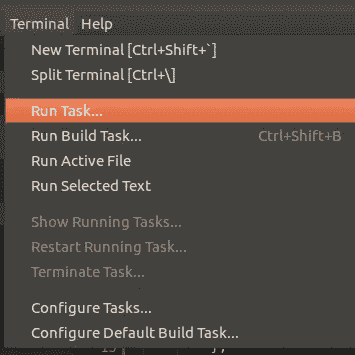 Terminal Help
New Terminal [Ctrl+Shift+`]
Split Terminal [Ctrl+\]
Run Task...
Run Build Task... Ctrl+Shift+B
Run Active File
Run Selected Text
Show Running Tasks...
Restart Running Task...
Terminate Task...
Configure Tasks...
Configure Default Build Task...